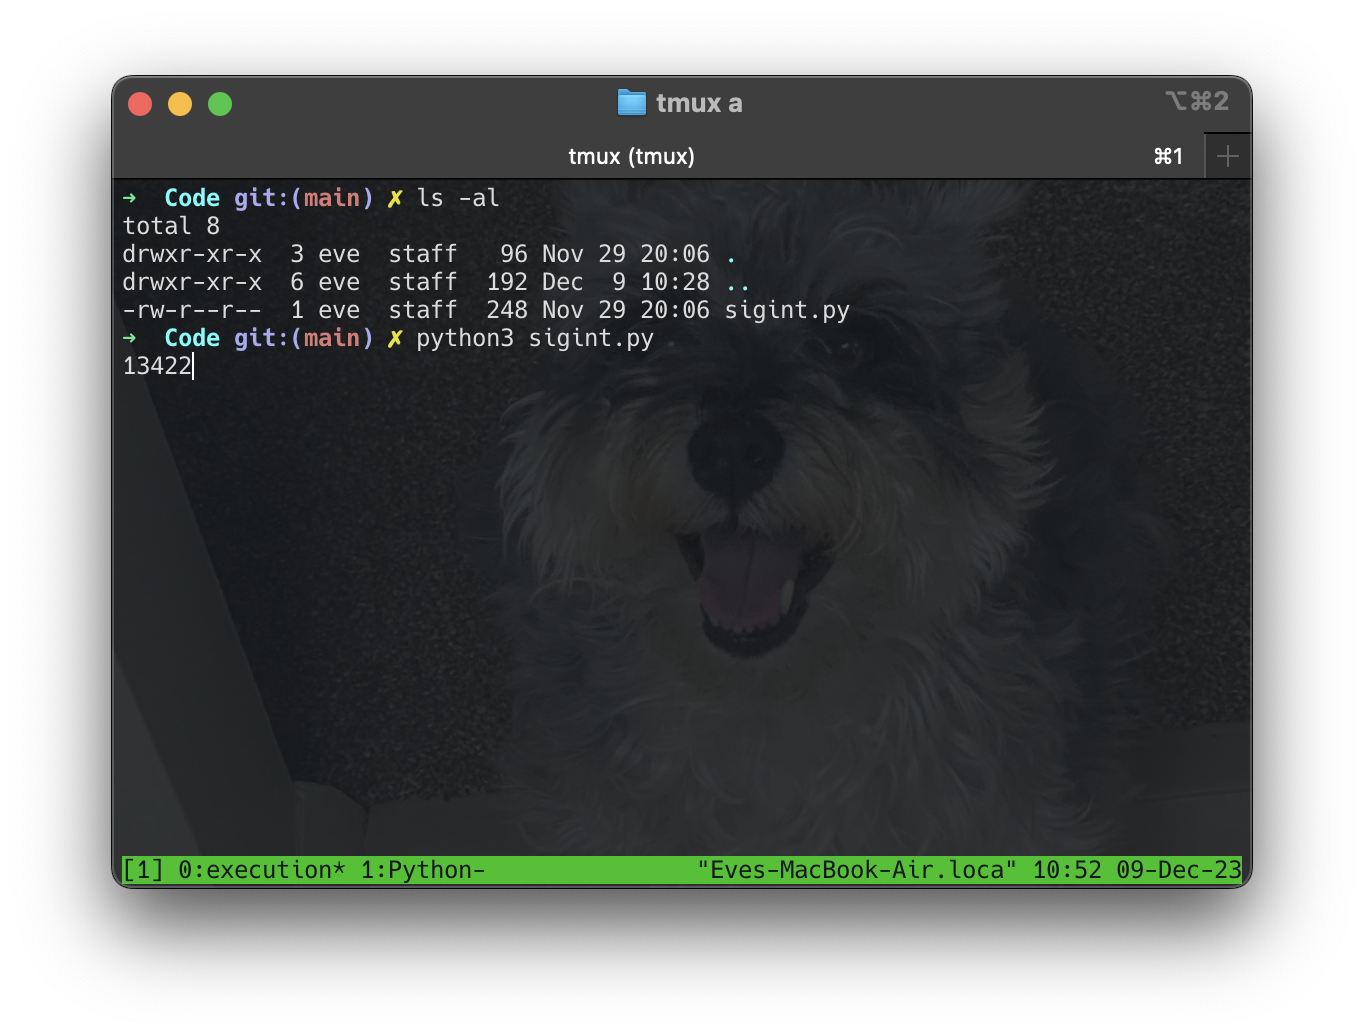 tmux a ⌥⌘2
tmux (tmux) ⌘1
→ Code git:(main) ✗ ls -al
total 8
drwxr-xr-x  3 eve  staff   96 Nov 29 20:06 .
drwxr-xr-x  6 eve  staff  192 Dec  9 10:28 ..
-rw-r--r--  1 eve  staff  248 Nov 29 20:06 sigint.py
→ Code git:(main) ✗ python3 sigint.py
13422
[1] 0:execution* 1:Python- "Eves-MacBook-Air.loca" 10:52 09-Dec-23